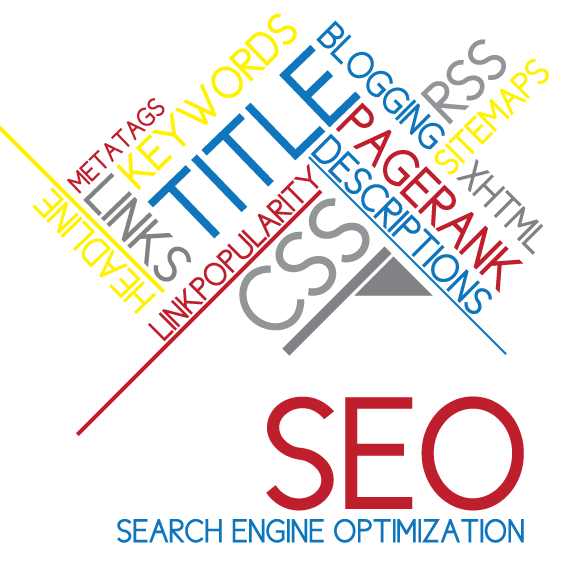 BLOGGING
RSS
KEYWORDS
TITLE
SITEMAPS
METATAGS
PAGERANK
XHTML
LINKS
DESCRIPTIONS
HEADLINE
LINKPOPULARITY
CSS
SEO
SEARCH ENGINE OPTIMIZATION